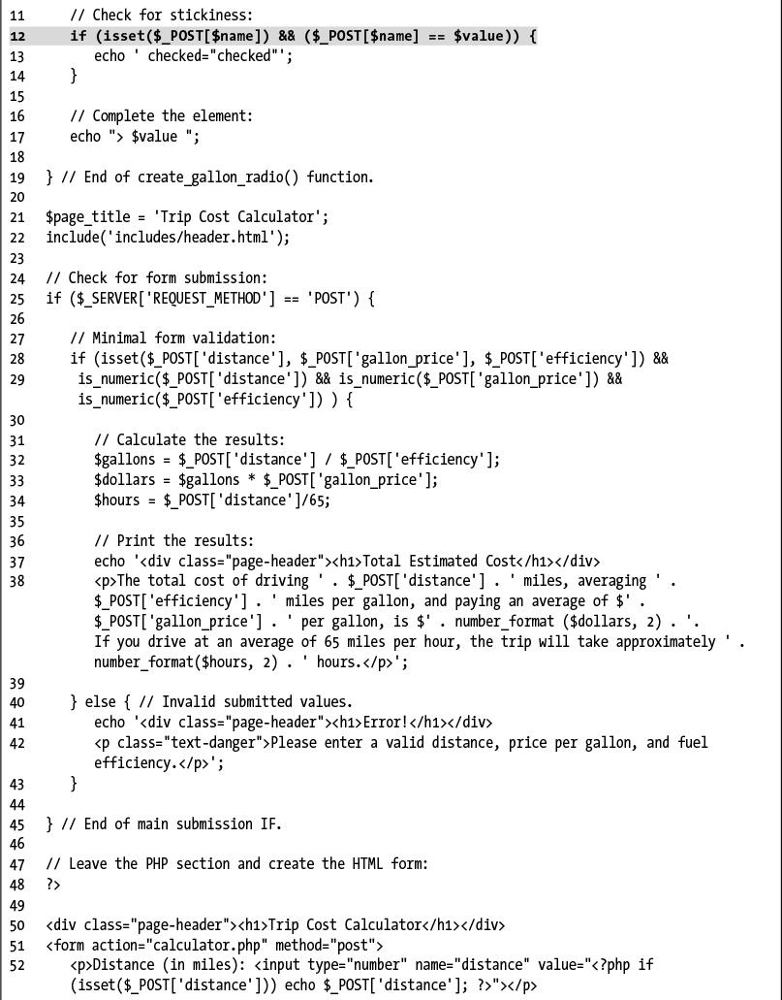 11 // Check for stickiness:
12 if (isset($_POST[$name]) && ($_POST[$name] == $value)) {
13 echo ' checked="checked"';
14 }
15
16 // Complete the element:
17 echo "> $value ";
18
19 } // End of create_gallon_radio() function.
20
21 $page_title = 'Trip Cost Calculator';
22 include('includes/header.html');
23
24 // Check for form submission:
25 if ($_SERVER['REQUEST_METHOD'] == 'POST') {
26
27 // Minimal form validation:
28 if (isset($_POST['distance'], $_POST['gallon_price'], $_POST['efficiency']) &&
29 is_numeric($_POST['distance']) && is_numeric($_POST['gallon_price']) &&
is_numeric($_POST['efficiency']) ) {
30
31 // Calculate the results:
32 $gallons = $_POST['distance'] / $_POST['efficiency'];
33 $dollars = $gallons * $_POST['gallon_price'];
34 $hours = $_POST['distance']/65;
35
36 // Print the results:
37 echo '<div class="page-header"><h1>Total Estimated Cost</h1></div>
38 <p>The total cost of driving ' . $_POST['distance'] . ' miles, averaging ' .
$_POST['efficiency'] . ' miles per gallon, and paying an average of $' .
$_POST['gallon_price'] . ' per gallon, is $' . number_format ($dollars, 2) . '.
If you drive at an average of 65 miles per hour, the trip will take approximately ' .
number_format($hours, 2) . ' hours.</p>';
39
40 } else { // Invalid submitted values.
41 echo '<div class="page-header"><h1>Error!</h1></div>
42 <p class="text-danger">Please enter a valid distance, price per gallon, and fuel
efficiency.</p>';
43 }
44
45 } // End of main submission IF.
46
47 // Leave the PHP section and create the HTML form:
48 ?>
49
50 <div class="page-header"><h1>Trip Cost Calculator</h1></div>
51 <form action="calculator.php" method="post">
52 <p>Distance (in miles): <input type="number" name="distance" value="<?php if
(isset($_POST['distance'])) echo $_POST['distance']; ?>"></p>